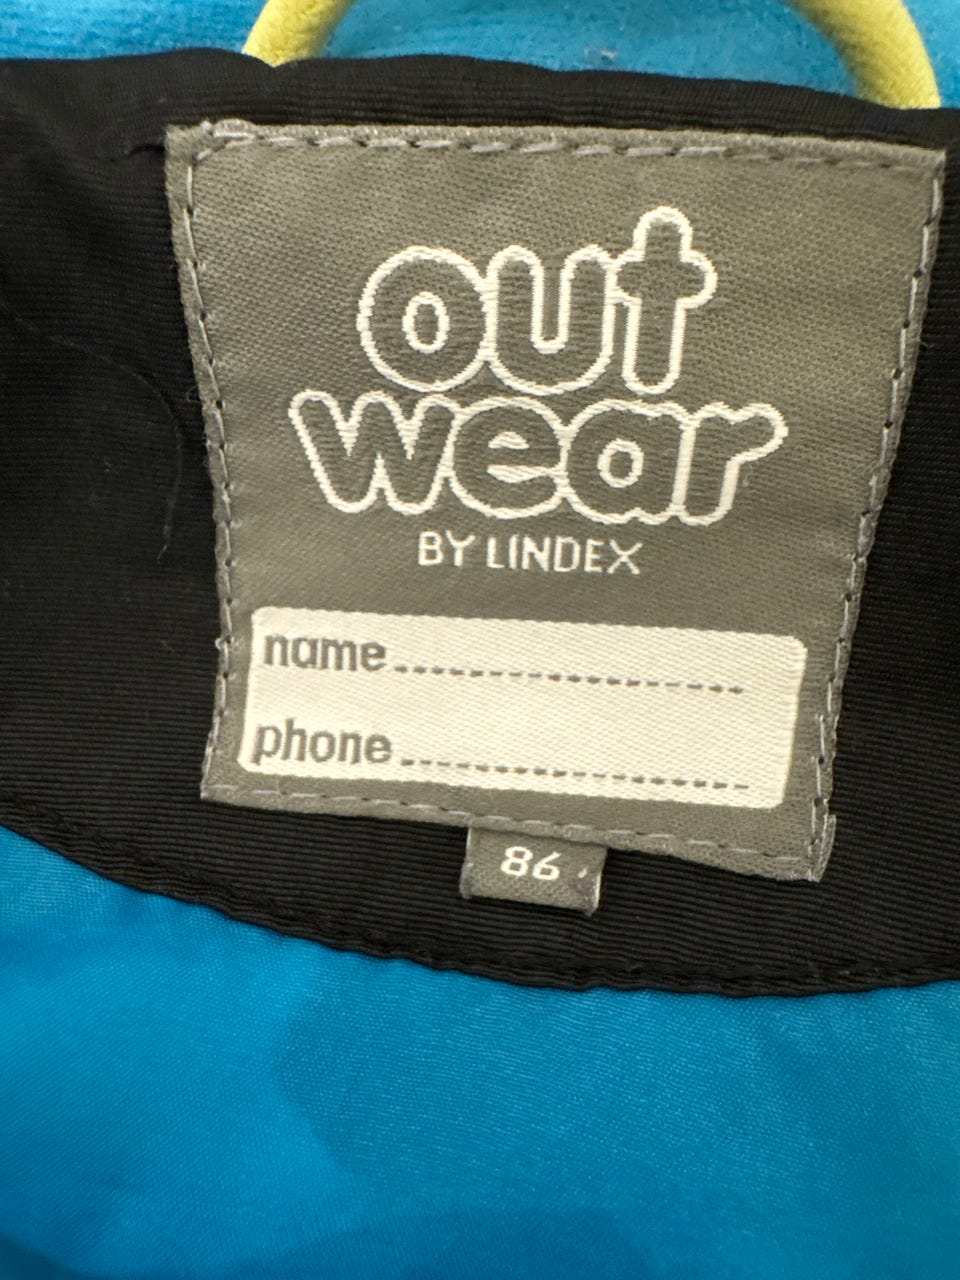 out
wear
BY LINDEX
name
phone
86